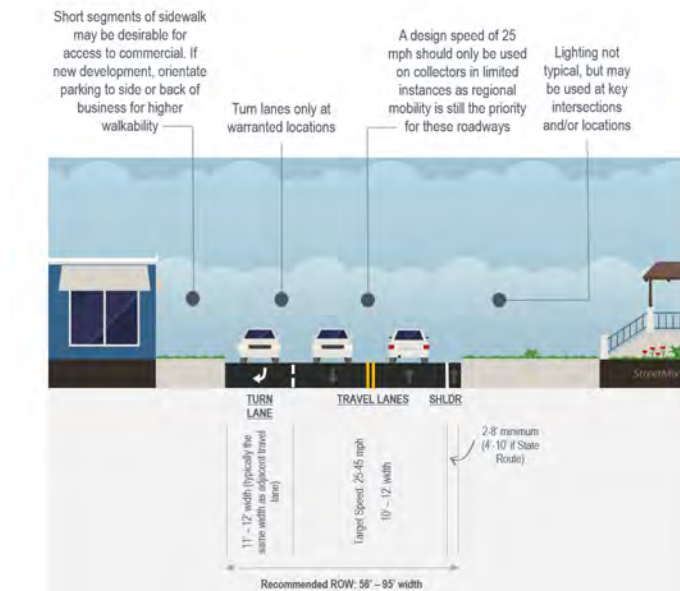 Short segments of sidewalk
may be desirable for
access to commercial. If
new development, orientate
parking to side or back of
business for higher
walkability
Turn lanes only at
warranted locations
A design speed of 25
mph should only be used
on collectors in limited
instances as regional
mobility is still the priority
for these roadways
Lighting not
typical, but may
be used at key
intersections
and/or locations
StreetMix
TURN
LANE
TRAVEL LANES
SHLDR
11' – 12' width (typically the
same width as adjacent travel
lane)
Target Speed: 25-45 mph
10' – 12' width
2-8' minimum
(4'-10' if State
Route)
Recommended ROW: 56' – 95' width